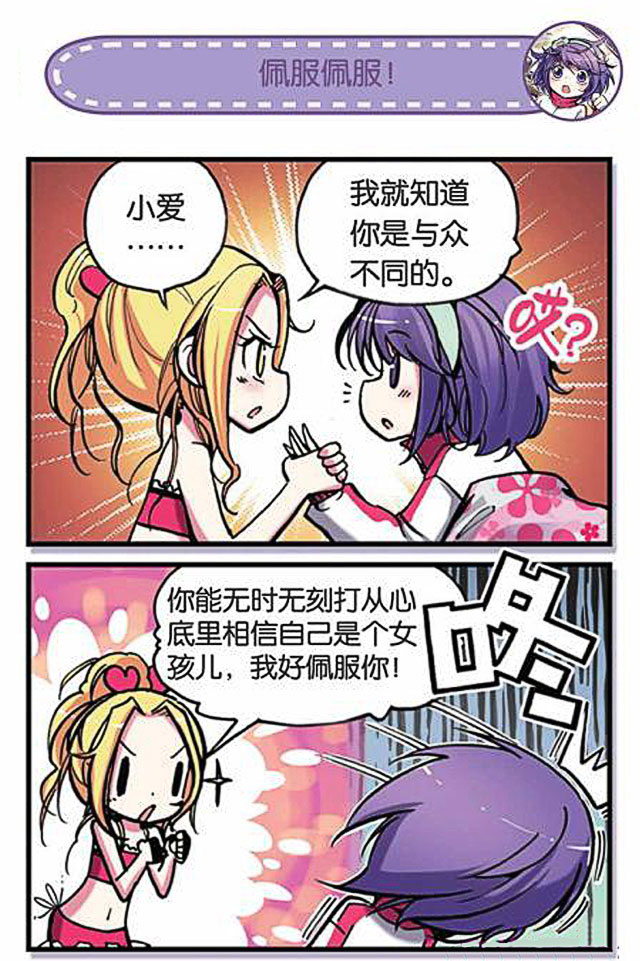 佩服佩服！
小爱
……
我就知道
你是与众
不同的。
哎？
你能无时无刻打从心
底里相信自己是个女
孩儿，我好佩服你！
咚